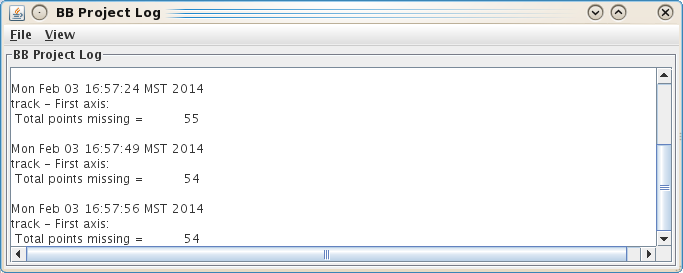 BB Project Log
File View
BB Project Log
Mon Feb 03 16:57:24 MST 2014
track - First axis:
Total points missing = 55
Mon Feb 03 16:57:49 MST 2014
track - First axis:
Total points missing = 54
Mon Feb 03 16:57:56 MST 2014
track - First axis:
Total points missing = 54